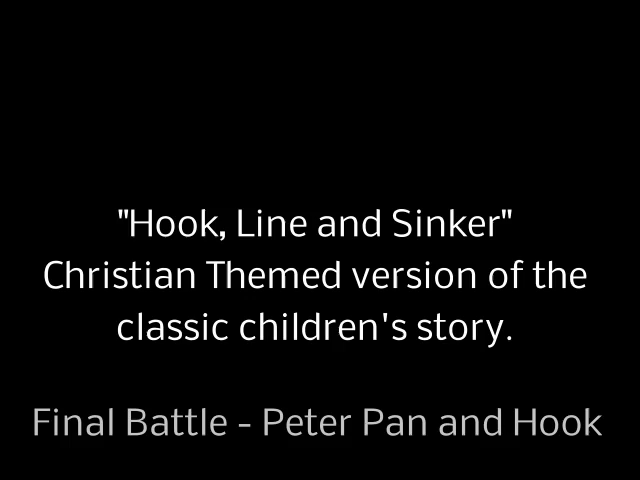 "Hook, Line and Sinker"
Christian Themed version of the
classic children's story.
Final Battle - Peter Pan and Hook